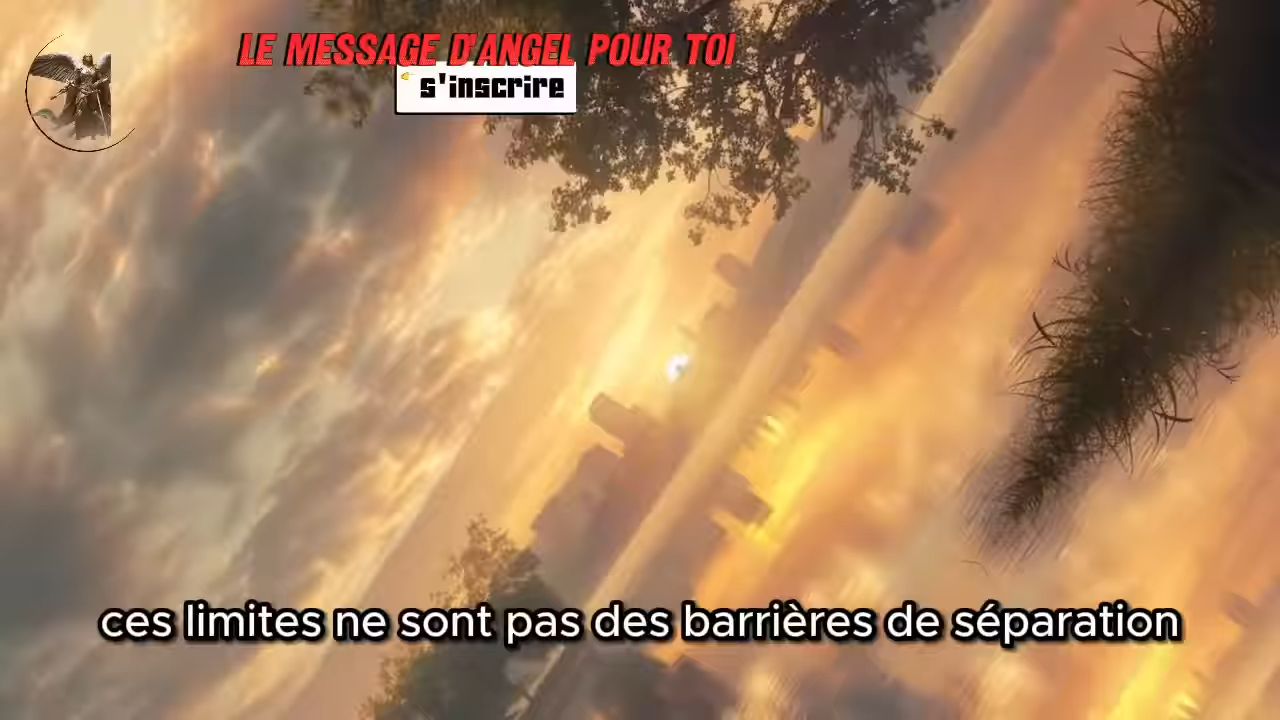 LE MESSAGE D'ANGEL POUR TOI
s'inscrire
ces limites ne sont pas des barrières de séparation